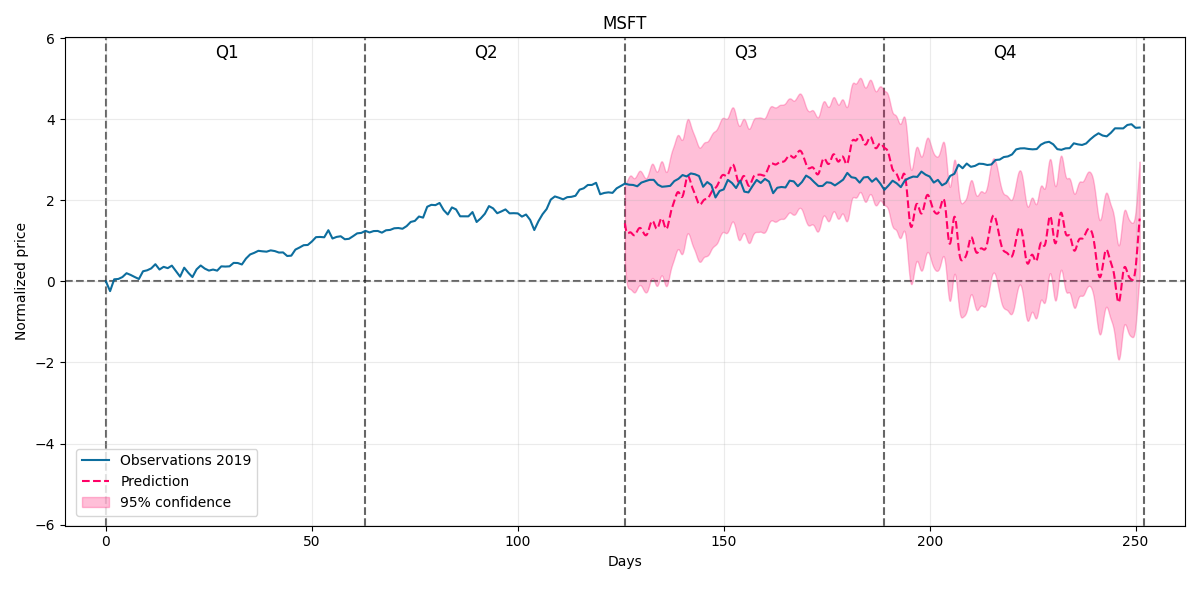 MSFT
Q1 Q2 Q3 Q4
Normalized price
6
4
2
0
−2
−4
−6
Observations 2019
Prediction
95% confidence
0 50 100 150 200 250
Days